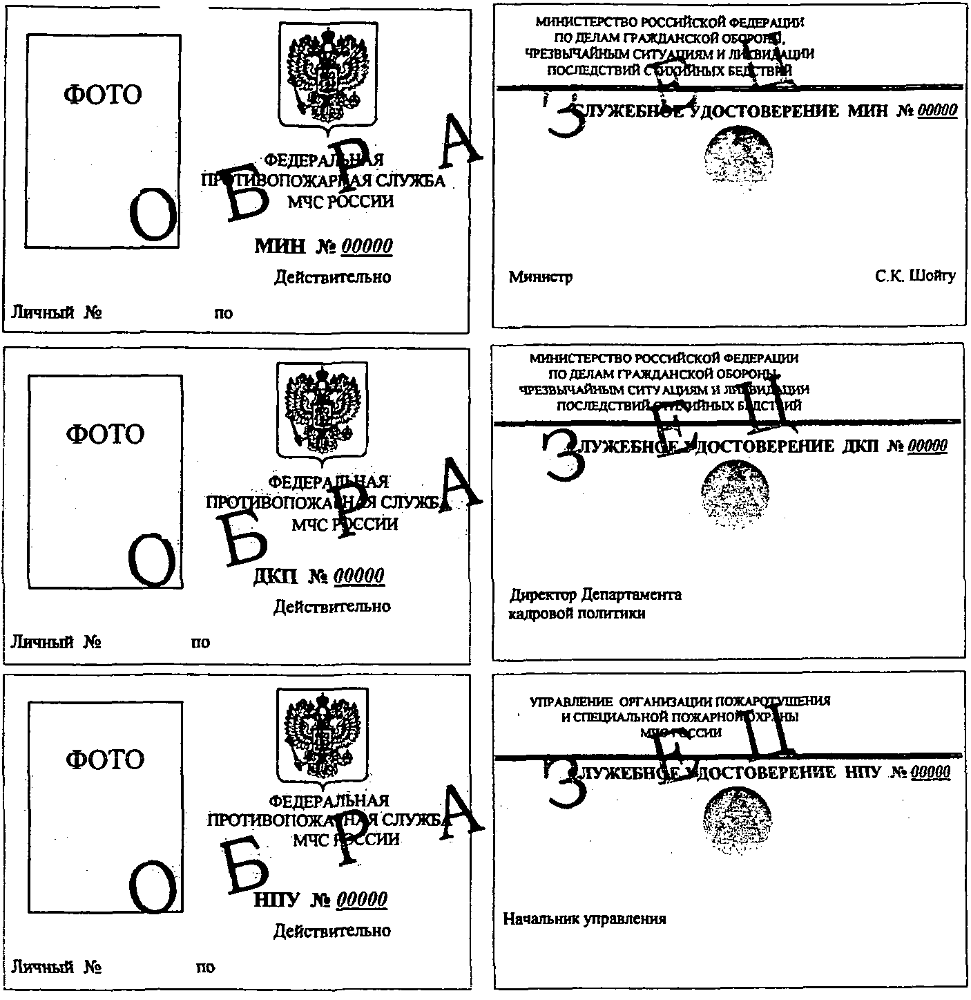 ФОТО
ФЕДЕРАЛЬНАЯ
ПРОТИВОПОЖАРНАЯ СЛУЖБА
МЧС РОССИИ
МИН № 00000
Действительно
Личный № по
МИНИСТЕРСТВО РОССИЙСКОЙ ФЕДЕРАЦИИ
ПО ДЕЛАМ ГРАЖДАНСКОЙ ОБОРОНЫ,
ЧРЕЗВЫЧАЙНЫМ СИТУАЦИЯМ И ЛИКВИДАЦИИ
ПОСЛЕДСТВИЙ СТИХИЙНЫХ БЕДСТВИЙ
СЛУЖЕБНОЕ УДОСТОВЕРЕНИЕ МИН № 00000
Министр С.К. Шойгу
ОБРАЗЕЦ
ФОТО
ФЕДЕРАЛЬНАЯ
ПРОТИВОПОЖАРНАЯ СЛУЖБА
МЧС РОССИИ
ДКП № 00000
Действительно
Личный № по
МИНИСТЕРСТВО РОССИЙСКОЙ ФЕДЕРАЦИИ
ПО ДЕЛАМ ГРАЖДАНСКОЙ ОБОРОНЫ,
ЧРЕЗВЫЧАЙНЫМ СИТУАЦИЯМ И ЛИКВИДАЦИИ
ПОСЛЕДСТВИЙ СТИХИЙНЫХ БЕДСТВИЙ
СЛУЖЕБНОЕ УДОСТОВЕРЕНИЕ ДКП № 00000
Директор Департамента
кадровой политики
ОБРАЗЕЦ
ФОТО
ФЕДЕРАЛЬНАЯ
ПРОТИВОПОЖАРНАЯ СЛУЖБА
МЧС РОССИИ
НПУ № 00000
Действительно
Личный № по
УПРАВЛЕНИЕ ОРГАНИЗАЦИИ ПОЖАРОТУШЕНИЯ
И СПЕЦИАЛЬНОЙ ПОЖАРНОЙ ОХРАНЫ
МЧС РОССИИ
СЛУЖЕБНОЕ УДОСТОВЕРЕНИЕ НПУ № 00000
Начальник управления
ОБРАЗЕЦ